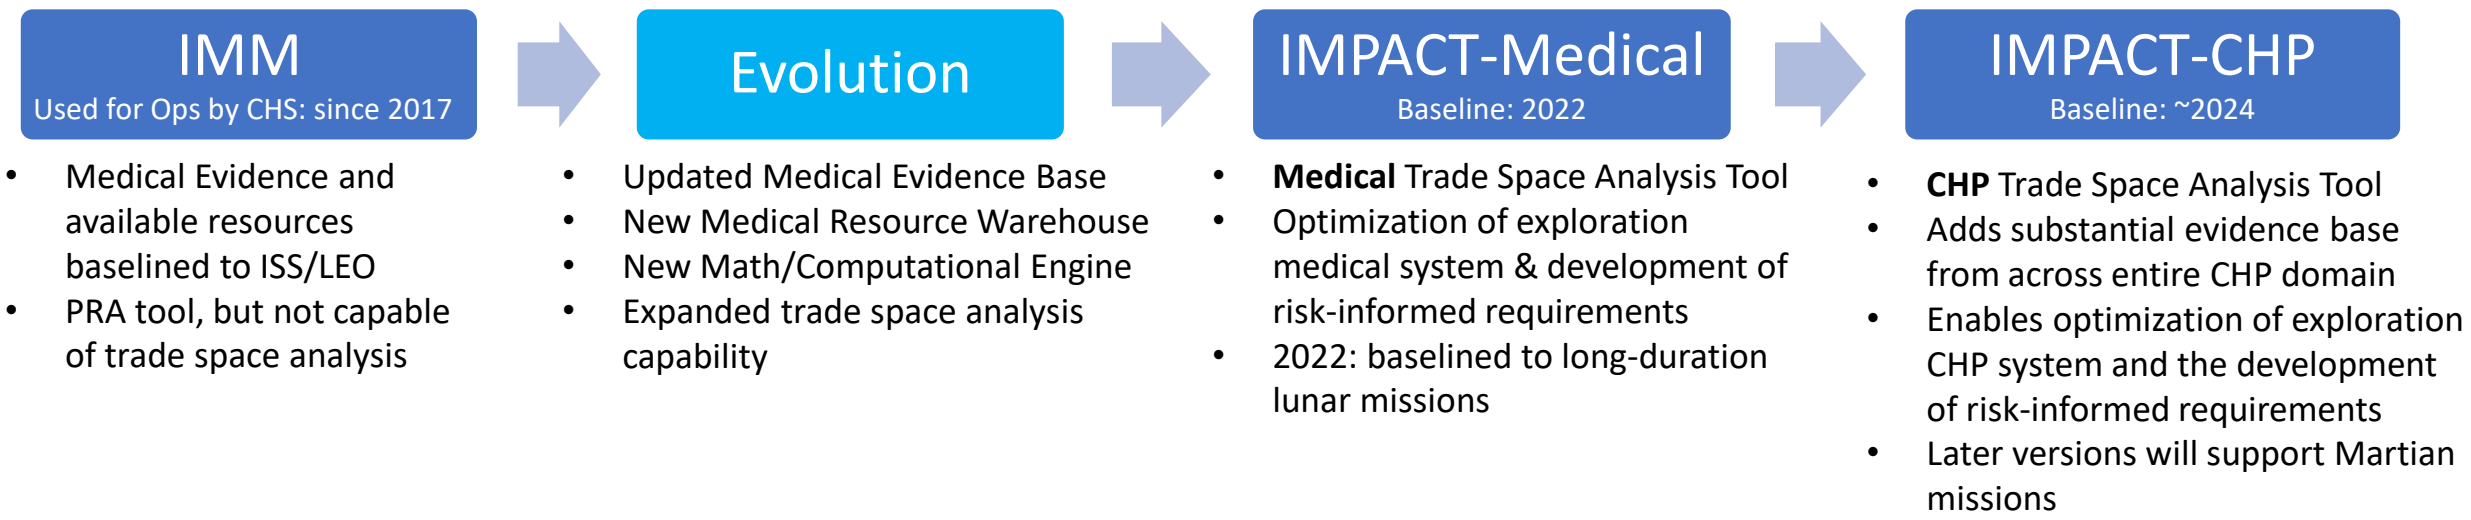 IMM
Used for Ops by CHS: since 2017
• Medical Evidence and
available resources
baselined to ISS/LEO
• PRA tool, but not capable
of trade space analysis
Evolution
• Updated Medical Evidence Base
• New Medical Resource Warehouse
• New Math/Computational Engine
• Expanded trade space analysis
capability
IMPACT-Medical
Baseline: 2022
• Medical Trade Space Analysis Tool
• Optimization of exploration
medical system & development of
risk-informed requirements
• 2022: baselined to long-duration
lunar missions
IMPACT-CHP
Baseline: ~2024
• CHP Trade Space Analysis Tool
• Adds substantial evidence base
from across entire CHP domain
• Enables optimization of exploration
CHP system and the development
of risk-informed requirements
• Later versions will support Martian
missions